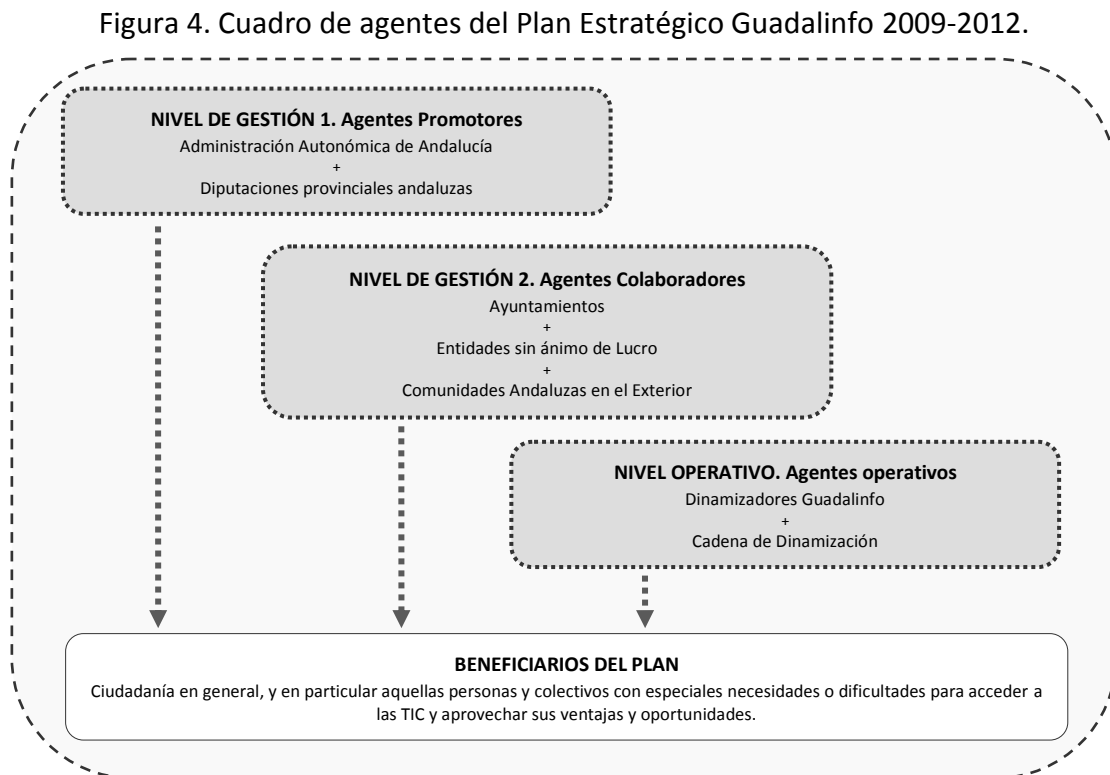 Figura 4. Cuadro de agentes del Plan Estratégico Guadalinfo 2009-2012.
NIVEL DE GESTIÓN 1. Agentes Promotores
Administración Autonómica de Andalucía
+
Diputaciones provinciales andaluzas
NIVEL DE GESTIÓN 2. Agentes Colaboradores
Ayuntamientos
+
Entidades sin ánimo de Lucro
+
Comunidades Andaluzas en el Exterior
NIVEL OPERATIVO. Agentes operativos
Dinamizadores Guadalinfo
+
Cadena de Dinamización
BENEFICIARIOS DEL PLAN
Ciudadanía en general, y en particular aquellas personas y colectivos con especiales necesidades o dificultades para acceder a
las TIC y aprovechar sus ventajas y oportunidades.